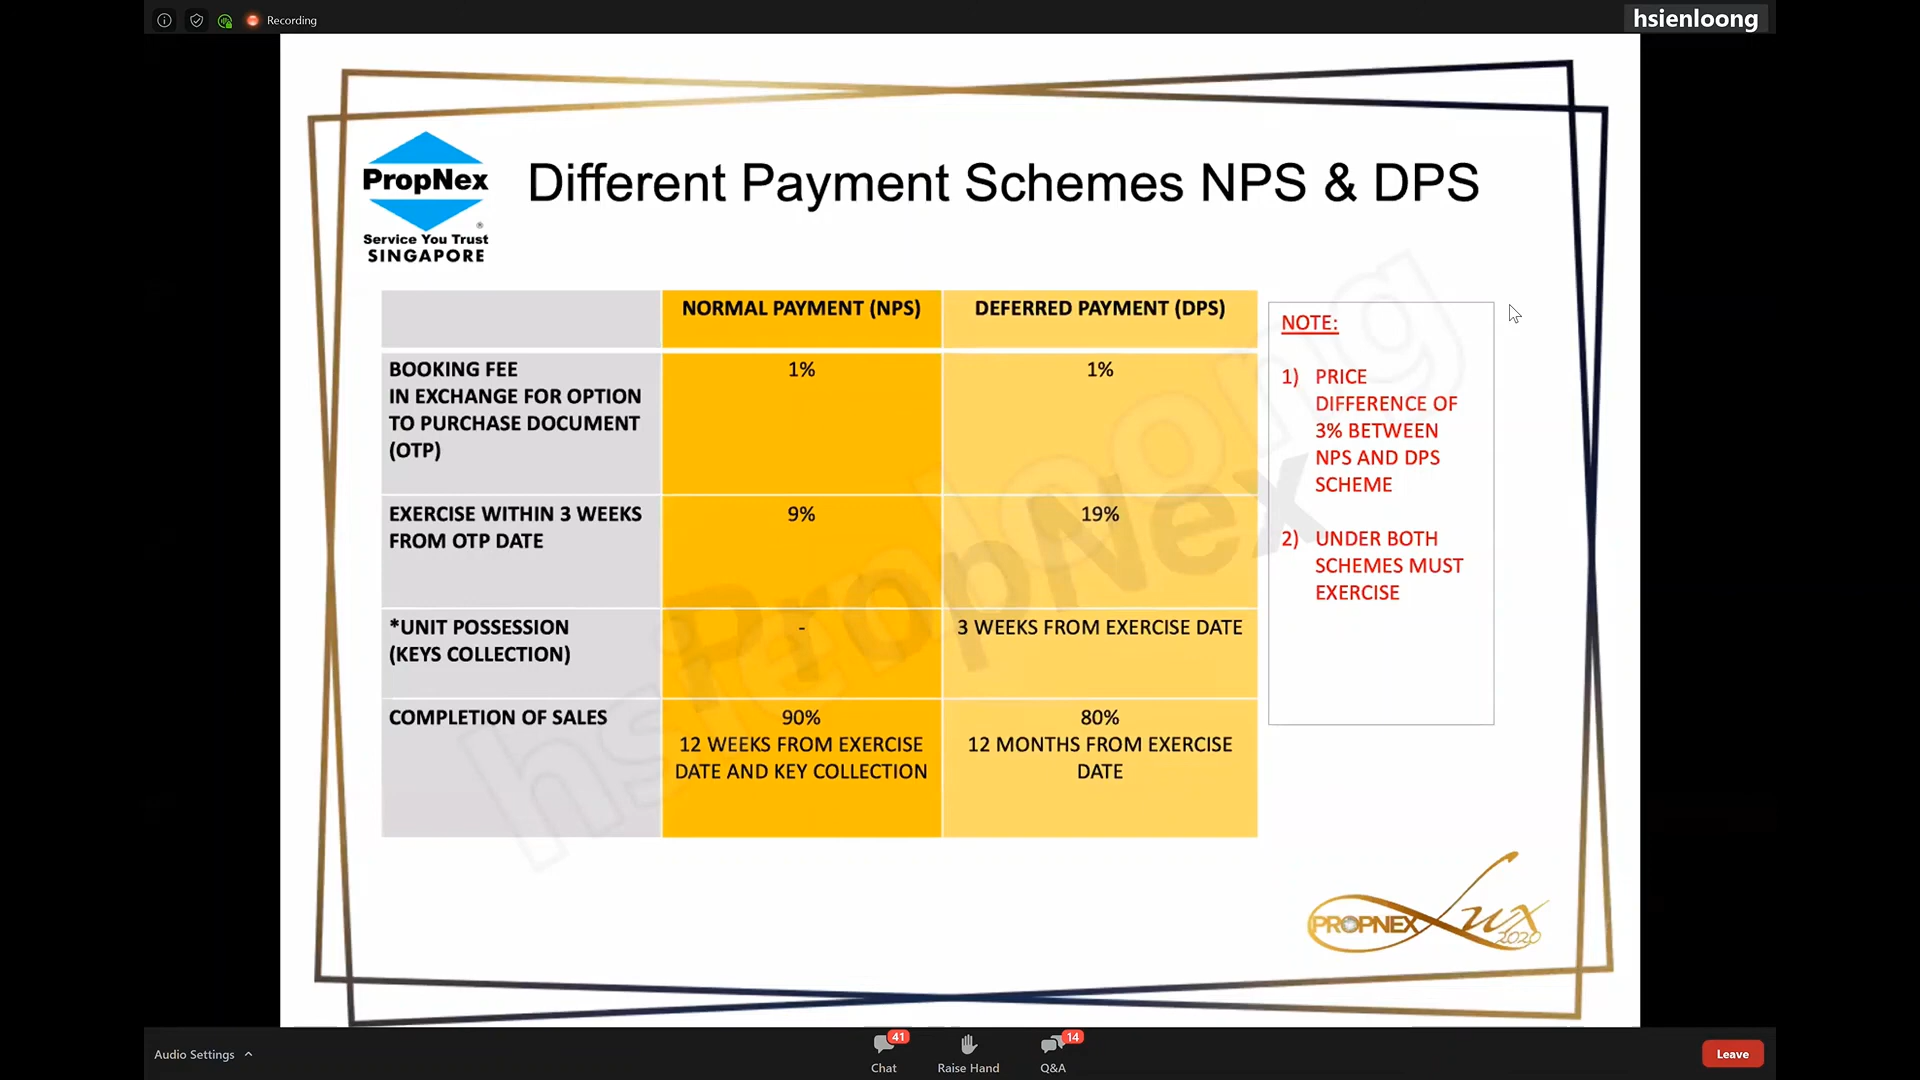 Recording
hsienloong
PropNex
®
Service You Trust
SINGAPORE
Different Payment Schemes NPS & DPS
NORMAL PAYMENT (NPS)
DEFERRED PAYMENT (DPS)
BOOKING FEE
IN EXCHANGE FOR OPTION
TO PURCHASE DOCUMENT
(OTP)
1%
1%
EXERCISE WITHIN 3 WEEKS
FROM OTP DATE
9%
19%
*UNIT POSSESSION
(KEYS COLLECTION)
-
3 WEEKS FROM EXERCISE DATE
COMPLETION OF SALES
90%
12 WEEKS FROM EXERCISE
DATE AND KEY COLLECTION
80%
12 MONTHS FROM EXERCISE
DATE
NOTE:
1) PRICE
DIFFERENCE OF
3% BETWEEN
NPS AND DPS
SCHEME
2) UNDER BOTH
SCHEMES MUST
EXERCISE
PropNex
hsienloong
PROPNEX Lux
2020
Audio Settings
41
Chat
Raise Hand
14
Q&A
Leave